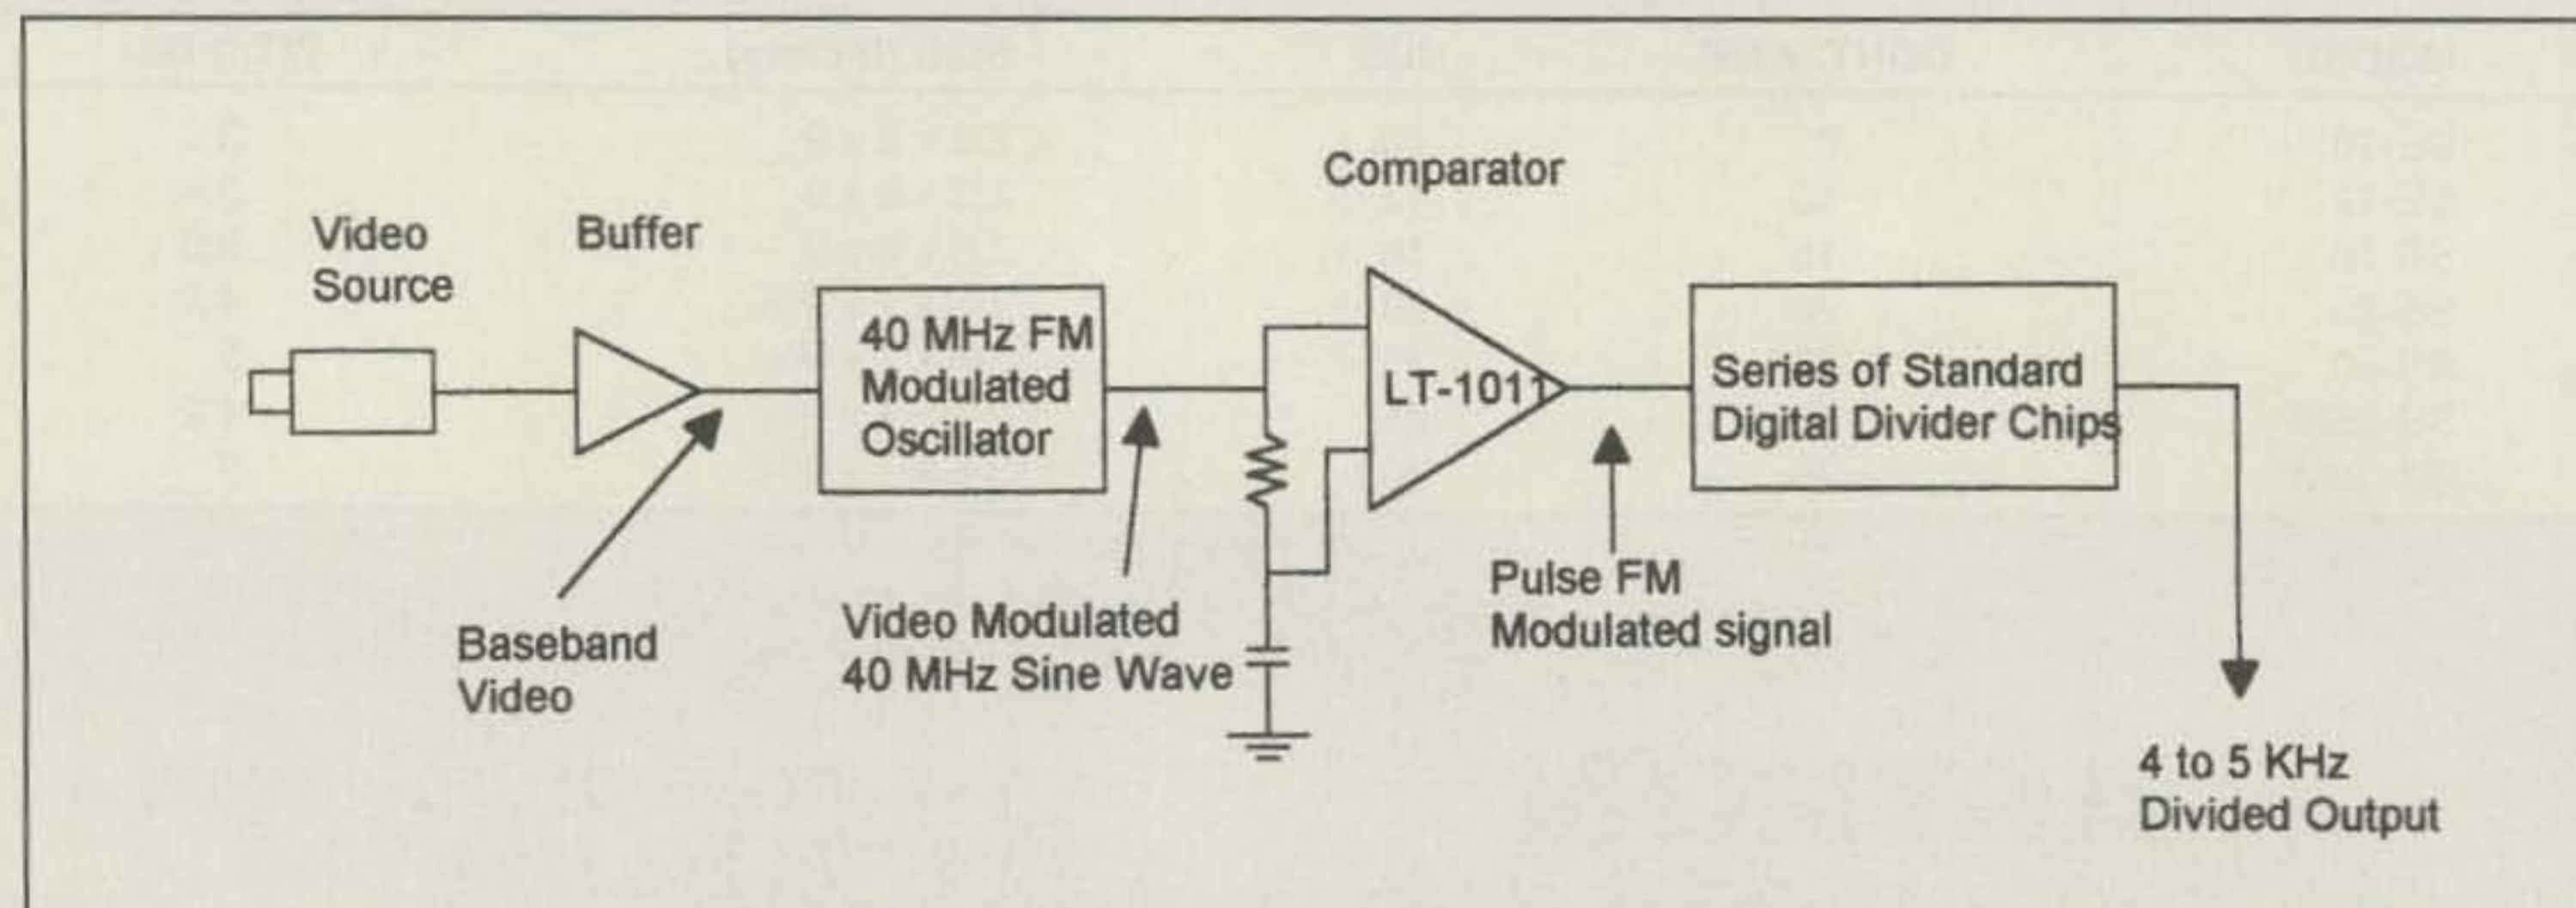 Comparator
Video
Source
Buffer
40 MHz FM
Modulated
Oscillator
LT-1011
Series of Standard
Digital Divider Chips
Baseband
Video
Video Modulated
40 MHz Sine Wave
Pulse FM
Modulated signal
4 to 5 KHz
Divided Output